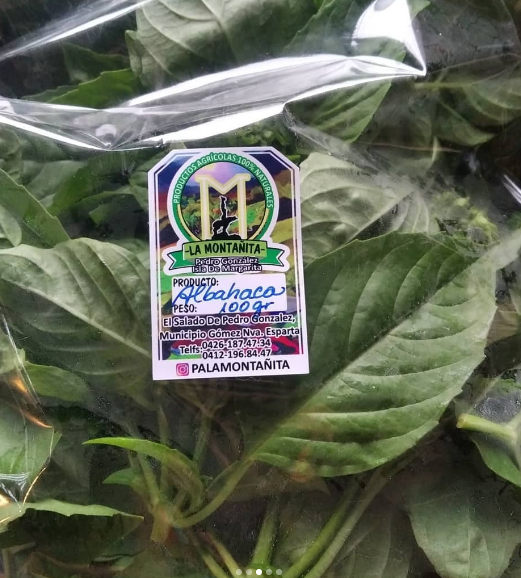 PRODUCTOS AGRÍCOLAS 100% NATURALES
M
-LA MONTAÑITA-
Pedro González
Isla De Margarita
PRODUCTO:
Albahaca
PESO: 100gr
El Salado De Pedro González,
Municipio Gómez Nva. Esparta
Telfs:0426-187.47.34
0412-196.84.47
PALAMONTAÑITA